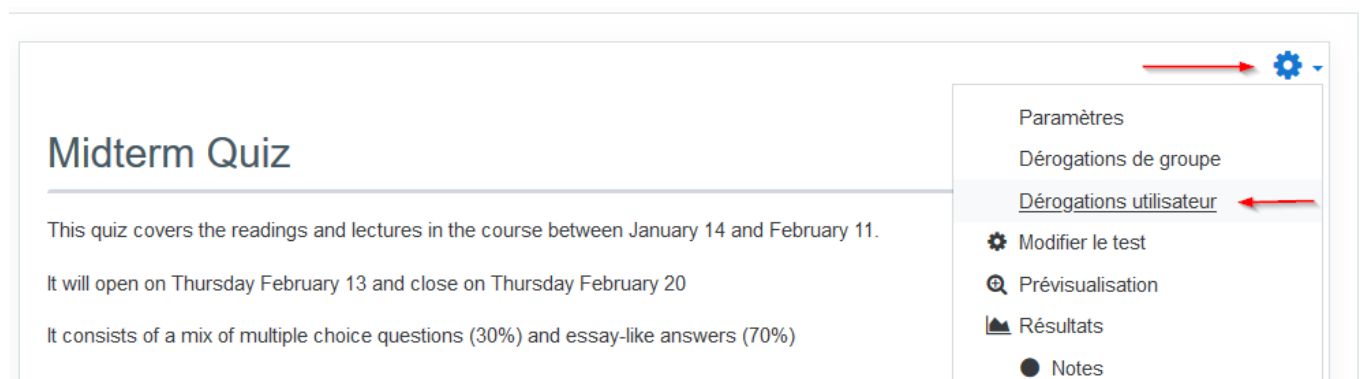 Midterm Quiz
This quiz covers the readings and lectures in the course between January 14 and February 11.
It will open on Thursday February 13 and close on Thursday February 20
It consists of a mix of multiple choice questions (30%) and essay-like answers (70%)
Paramètres
Dérogations de groupe
Dérogations utilisateur
Modifier le test
Prévisualisation
Résultats
Notes